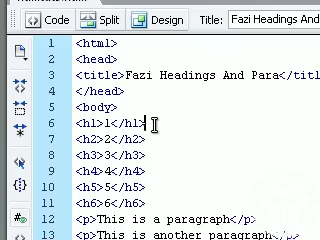 Code Split Design Title: Fazi Headings And
1 <html>
2 <head>
3 <title>Fazi Headings And Para</tit
4 </head>
5 <body>
6 <h1>1</h1>
7 <h2>2</h2>
8 <h3>3</h3>
9 <h4>4</h4>
10 <h5>5</h5>
11 <h6>6</h6>
12 <p>This is a paragraph</p>
13 <p>This is another paragraph</p>